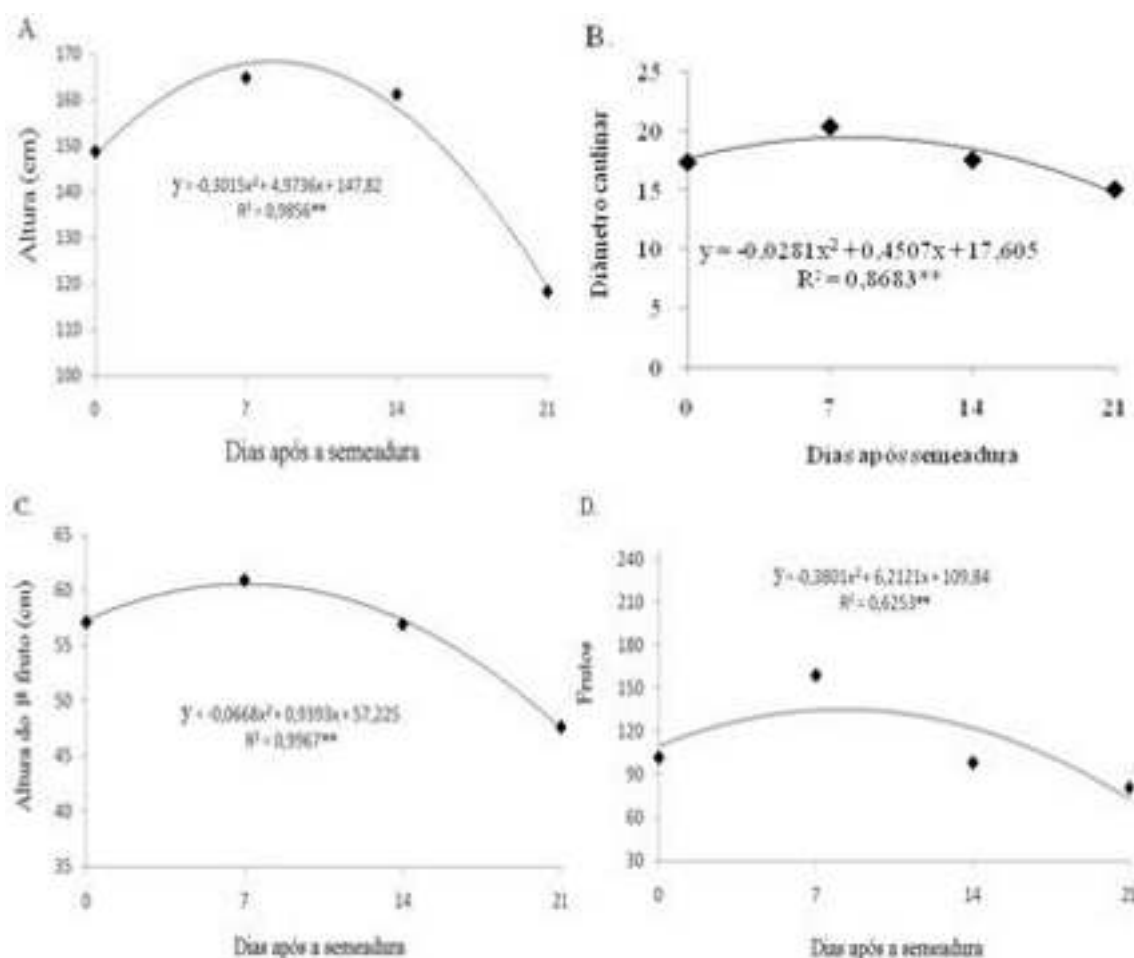 A.
Altura (cm)
170
160
150
140
130
120
110
100
y = -0,3015x² + 4,9736x + 147,82
R² = 0,9856**
0 7 14 21
Dias após a semeadura
B.
Diâmetro caulinar
25
20
15
10
5
0
y = -0,0281x² + 0,4507x + 17,605
R² = 0,8683**
0 7 14 21
Dias após semeadura
C.
Altura do 1º fruto (cm)
65
60
55
50
45
40
35
y = -0,0668x² + 0,9393x + 57,225
R² = 0,9967**
0 7 14 21
Dias após a semeadura
D.
Frutos
240
210
180
150
120
90
60
30
y = -0,3801x² + 6,2121x + 109,84
R² = 0,6253**
0 7 14 21
Dias após a semeadura